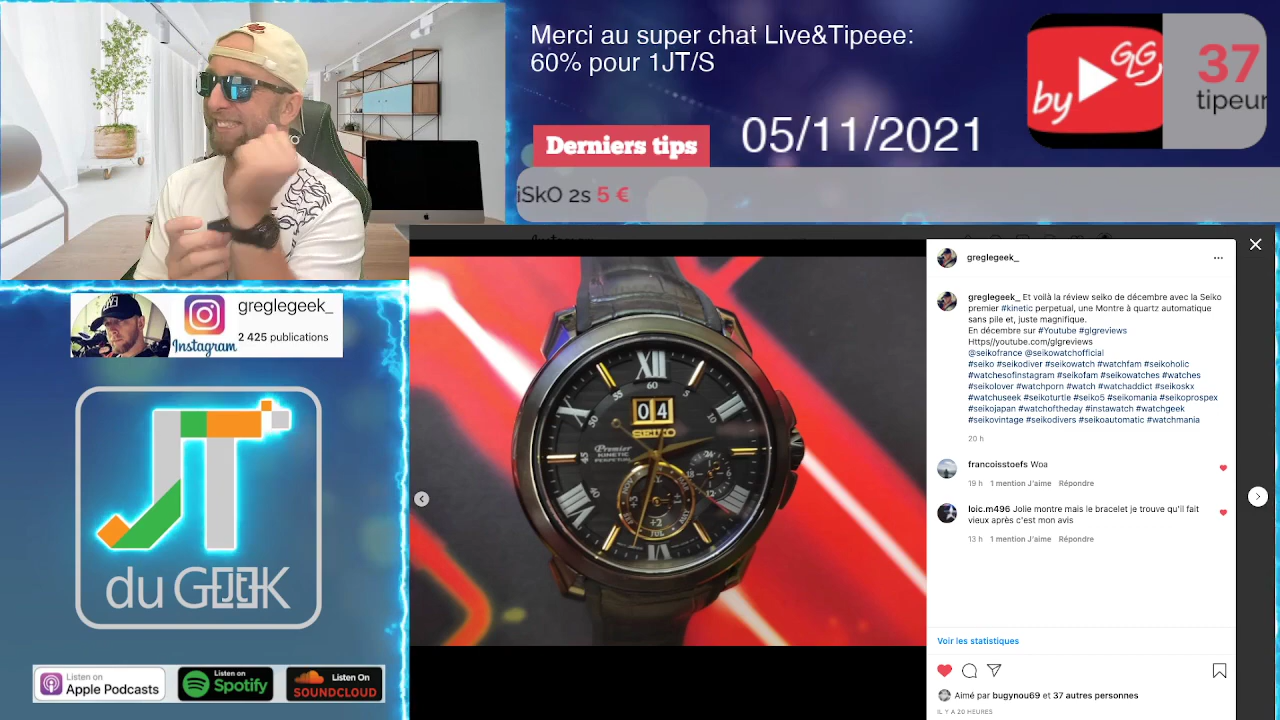 Merci au super chat Live&Tipeee:
60% pour 1JT/S
by GLG
37
tipeur
Derniers tips
05/11/2021
iSkO 2s 5 €
greglegeek_
2 425 publications
Instagram
JT
du GEEK
Listen on
Apple Podcasts
Listen on
Spotify
Listen On
SOUNDCLOUD
XII
60
04
SEIKO
Premier
KINETIC
PERPETUAL
greglegeek_
greglegeek_ Et voilà la réview seiko de décembre avec la Seiko
premier #kinetic perpetual, une Montre à quartz automatique
sans pile et, juste magnifique.
En décembre sur #Youtube #glgreviews
Https//youtube.com/glgreviews
@seikofrance @seikowatchofficial
#seiko #seikodiver #seikowatch #watchfam #seikoholic
#watchesofinstagram #seikofam #seikowatches #watches
#seikolover #watchporn #watch #watchaddict #seikoskx
#watchuseek #seikoturtle #seiko5 #seikomania #seikoprospex
#seikojapan #watchoftheday #instawatch #watchgeek
#seikovintage #seikodivers #seikoautomatic #watchmania
20 h
francoisstoefs Woa
19 h 1 mention J'aime Répondre
loic.m496 Jolie montre mais le bracelet je trouve qu'il fait
vieux après c'est mon avis
13 h 1 mention J'aime Répondre
Voir les statistiques
Aimé par bugynou69 et 37 autres personnes
IL Y A 20 HEURES